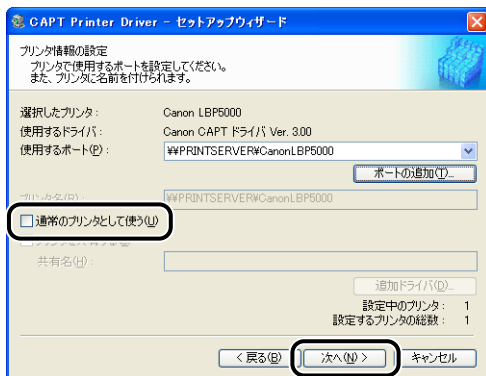 CAPT Printer Driver - セットアップウィザード
プリンタ情報の設定
プリンタで使用するポートを設定してください。
また、プリンタに名前を付けられます。
選択したプリンタ: Canon LBP5000
使用するドライバ: Canon CAPT ドライバ Ver. 3.00
使用するポート(P): ¥¥PRINTSERVER¥CanonLBP5000
ポートの追加(T)...
プリンタ名(R): ¥¥PRINTSERVER¥CanonLBP5000
通常のプリンタとして使う(U)
共有名(H):
追加ドライバ(D)...
設定中のプリンタ: 1
設定するプリンタの総数: 1
< 戻る(B) 次へ(N) > キャンセル